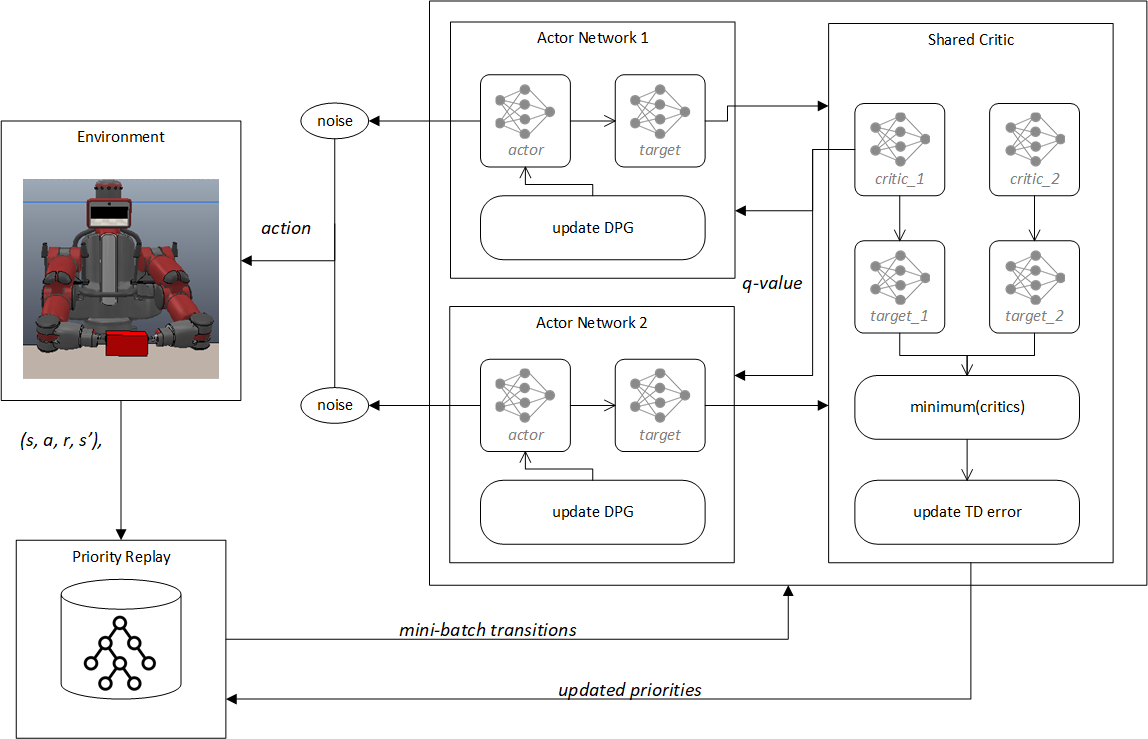 Environment
action
(s, a, r, s’),
Priority Replay
noise
noise
Actor Network 1
actor
target
update DPG
q-value
Actor Network 2
actor
target
update DPG
Shared Critic
critic_1
critic_2
target_1
target_2
minimum(critics)
update TD error
mini-batch transitions
updated priorities